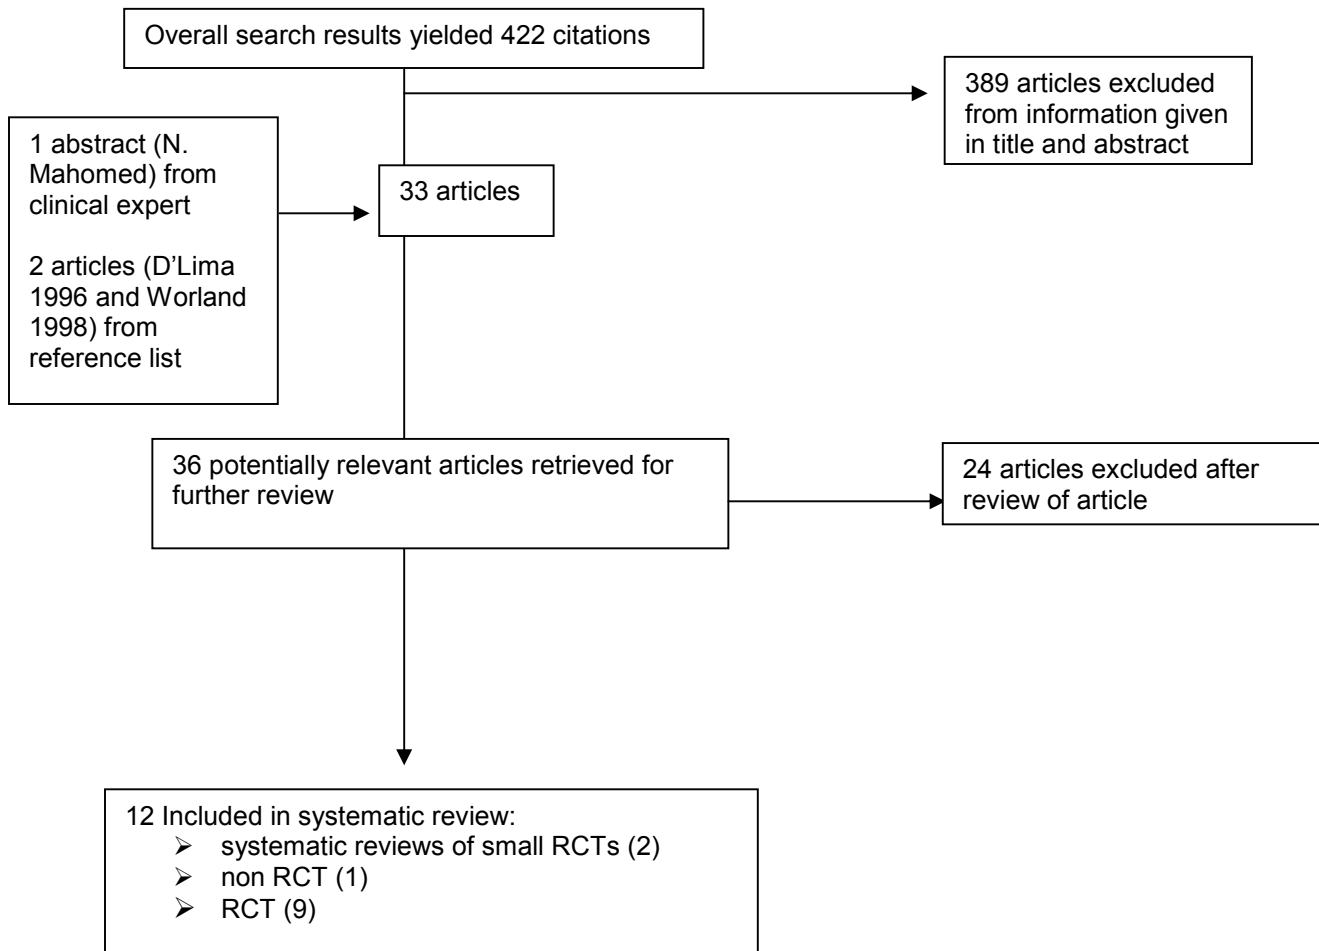 Overall search results yielded 422 citations
389 articles excluded
from information given
in title and abstract
1 abstract (N.
Mahomed) from
clinical expert
2 articles (D'Lima
1996 and Worland
1998) from
reference list
33 articles
36 potentially relevant articles retrieved for
further review
24 articles excluded after
review of article
12 Included in systematic review:
➢ systematic reviews of small RCTs (2)
➢ non RCT (1)
➢ RCT (9)